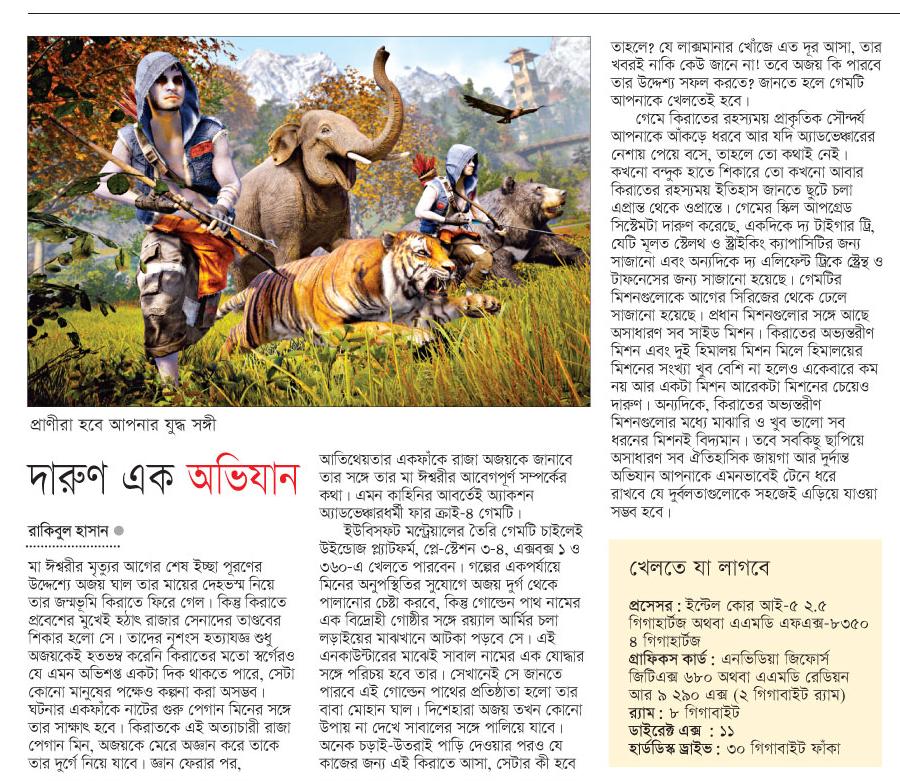 প্রাণীরা হবে আপনার যুদ্ধ সঙ্গী
দারুণ এক অভিযান
রাকিবুল হাসান
মা ঈশ্বরীর মৃত্যুর আগের শেষ ইচ্ছা পূরণের
উদ্দেশ্যে অজয় ঘাল তার মায়ের দেহভস্ম নিয়ে
তার জন্মভূমি কিরাতে ফিরে গেল। কিন্তু কিরাতে
প্রবেশের মুখেই হঠাৎ রাজার সেনাদের তাণ্ডবের
শিকার হলো সে। তাদের নৃশংস হত্যাযজ্ঞ শুধু
অজয়কেই হতভম্ব করেনি কিরাতের মতো স্বর্গেরও
যে এমন অভিশপ্ত একটা দিক থাকতে পারে, সেটা
কোনো মানুষের পক্ষেও কল্পনা করা অসম্ভব।
ঘটনার একফাঁকে নাটের গুরু পেগান মিনের সঙ্গে
তার সাক্ষাৎ হবে। কিরাতকে এই অত্যাচারী রাজা
পেগান মিন, অজয়কে মেরে অজ্ঞান করে তাকে
তার দুর্গে নিয়ে যাবে। জ্ঞান ফেরার পর,
আতিথেয়তার একফাঁকে রাজা অজয়কে জানাবে
তার সঙ্গে তার মা ঈশ্বরীর আবেগপূর্ণ সম্পর্কের
কথা। এমন কাহিনির আবর্তেই অ্যাকশন
অ্যাডভেঞ্চারধর্মী ফার ক্রাই-৪ গেমটি।
ইউবিসফট মন্ট্রেয়ালের তৈরি গেমটি চাইলেই
উইন্ডোজ প্ল্যাটফর্ম, প্লে-স্টেশন ৩-৪, এক্সবক্স ১ ও
৩৬০-এ খেলতে পারবেন। গল্পের একপর্যায়ে
মিনের অনুপস্থিতির সুযোগে অজয় দুর্গ থেকে
পালানোর চেষ্টা করবে, কিন্তু গোল্ডেন পাথ নামের
এক বিদ্রোহী গোষ্ঠীর সঙ্গে রয়্যাল আর্মির চলা
লড়াইয়ের মাঝখানে আটকা পড়বে সে। এই
এনকাউন্টারের মাঝেই সাবাল নামের এক যোদ্ধার
সঙ্গে পরিচয় হবে তার। সেখানেই সে জানতে
পারবে এই গোল্ডেন পাথের প্রতিষ্ঠাতা হলো তার
বাবা মোহান ঘাল। দিশেহারা অজয় তখন কোনো
উপায় না দেখে সাবালের সঙ্গে পালিয়ে যাবে।
অনেক চড়াই-উতরাই পাড়ি দেওয়ার পরও যে
কাজের জন্য এই কিরাতে আসা, সেটার কী হবে
তাহলে? যে লাক্সমানার খোঁজে এত দূর আসা, তার
খবরই নাকি কেউ জানে না! তবে অজয় কি পারবে
তার উদ্দেশ্য সফল করতে? জানতে হলে গেমটি
আপনাকে খেলতেই হবে।
গেমে কিরাতের রহস্যময় প্রাকৃতিক সৌন্দর্য
আপনাকে আঁকড়ে ধরবে আর যদি অ্যাডভেঞ্চারের
নেশায় পেয়ে বসে, তাহলে তো কথাই নেই।
কখনো বন্দুক হাতে শিকারে তো কখনো আবার
কিরাতের রহস্যময় ইতিহাস জানতে ছুটে চলা
এপ্রান্ত থেকে ওপ্রান্তে। গেমের স্কিল আপগ্রেড
সিস্টেমটা দারুণ করেছে, একদিকে দ্য টাইগার ট্রি,
যেটি মূলত স্টেলথ ও স্ট্রাইকিং ক্যাপাসিটির জন্য
সাজানো এবং অন্যদিকে দ্য এলিফেন্ট ট্রিকে স্ট্রেন্থ ও
টাফনেসের জন্য সাজানো হয়েছে। গেমটির
মিশনগুলোকে আগের সিরিজের থেকে ঢেলে
সাজানো হয়েছে। প্রধান মিশনগুলোর সঙ্গে আছে
অসাধারণ সব সাইড মিশন। কিরাতের অভ্যন্তরীণ
মিশন এবং দুই হিমালয় মিশন মিলে হিমালয়ের
মিশনের সংখ্যা খুব বেশি না হলেও একেবারে কম
নয় আর একটা মিশন আরেকটা মিশনের চেয়েও
দারুণ। অন্যদিকে, কিরাতের অভ্যন্তরীণ
মিশনগুলোর মধ্যে মাঝারি ও খুব ভালো সব
ধরনের মিশনই বিদ্যমান। তবে সবকিছু ছাপিয়ে
অসাধারণ সব ঐতিহাসিক জায়গা আর দুর্দান্ত
অভিযান আপনাকে এমনভাবেই টেনে ধরে
রাখবে যে দুর্বলতাগুলোকে সহজেই এড়িয়ে যাওয়া
সম্ভব হবে।
খেলতে যা লাগবে
প্রসেসর : ইন্টেল কোর আই-৫ ২.৫
গিগাহার্টজ অথবা এএমডি এফএক্স-৮৩৫০
৪ গিগাহার্টজ
গ্রাফিকস কার্ড : এনভিডিয়া জিফোর্স
জিটিএক্স ৬৮০ অথবা এএমডি রেডিয়ন
আর ৯ ২৯০ এক্স (২ গিগাবাইট র‍্যাম)
র‍্যাম : ৮ গিগাবাইট
ডাইরেক্ট এক্স : ১১
হার্ডডিস্ক ড্রাইভ : ৩০ গিগাবাইট ফাঁকা